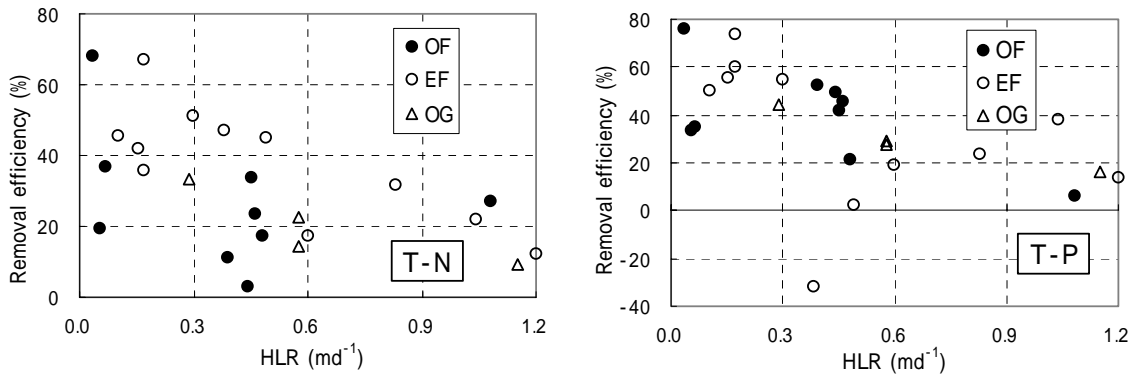 80
60
40
20
0
Removal efficiency (%)
OF
EF
OG
T-N
0.0 0.3 0.6 0.9 1.2
HLR (md⁻¹)
80
60
40
20
0
-20
-40
Removal efficiency (%)
OF
EF
OG
T-P
0.0 0.3 0.6 0.9 1.2
HLR (md⁻¹)